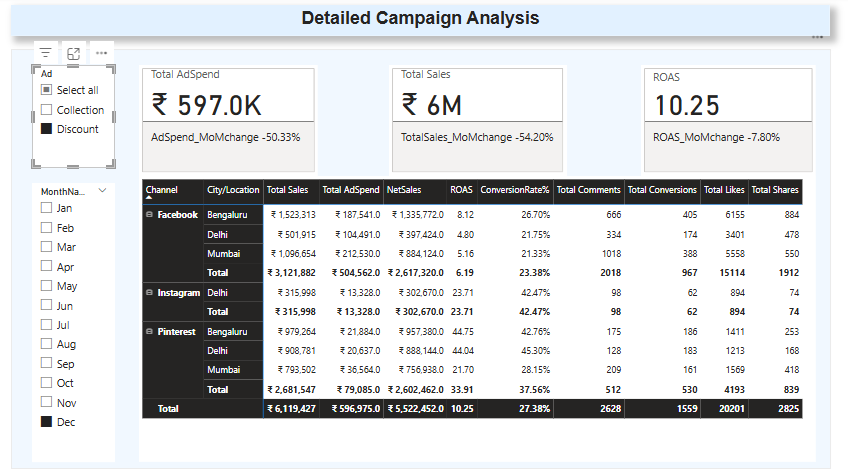 Detailed Campaign Analysis
Ad
Select all
Collection
Discount
Total AdSpend
₹ 597.0K
AdSpend_MoMchange -50.33%
Total Sales
₹ 6M
TotalSales_MoMchange -54.20%
ROAS
10.25
ROAS_MoMchange -7.80%
MonthNa...
Jan
Feb
Mar
Apr
May
Jun
Jul
Aug
Sep
Oct
Nov
Dec
Channel City/Location Total Sales Total AdSpend NetSales ROAS ConversionRate% Total Comments Total Conversions Total Likes Total Shares
Facebook Bengaluru ₹ 1,523,313 ₹ 187,541.0 ₹ 1,335,772.0 8.12 26.70% 666 405 6155 884
Delhi ₹ 501,915 ₹ 104,491.0 ₹ 397,424.0 4.80 21.75% 334 174 3401 478
Mumbai ₹ 1,096,654 ₹ 212,530.0 ₹ 884,124.0 5.16 21.33% 1018 388 5558 550
Total ₹ 3,121,882 ₹ 504,562.0 ₹ 2,617,320.0 6.19 23.38% 2018 967 15114 1912
Instagram Delhi ₹ 315,998 ₹ 13,328.0 ₹ 302,670.0 23.71 42.47% 98 62 894 74
Total ₹ 315,998 ₹ 13,328.0 ₹ 302,670.0 23.71 42.47% 98 62 894 74
Pinterest Bengaluru ₹ 979,264 ₹ 21,884.0 ₹ 957,380.0 44.75 42.76% 175 186 1411 253
Delhi ₹ 908,781 ₹ 20,637.0 ₹ 888,144.0 44.04 45.30% 128 183 1213 168
Mumbai ₹ 793,502 ₹ 36,564.0 ₹ 756,938.0 21.70 28.15% 209 161 1569 418
Total ₹ 2,681,547 ₹ 79,085.0 ₹ 2,602,462.0 33.91 37.56% 512 530 4193 839
Total ₹ 6,119,427 ₹ 596,975.0 ₹ 5,522,452.0 10.25 27.38% 2628 1559 20201 2825